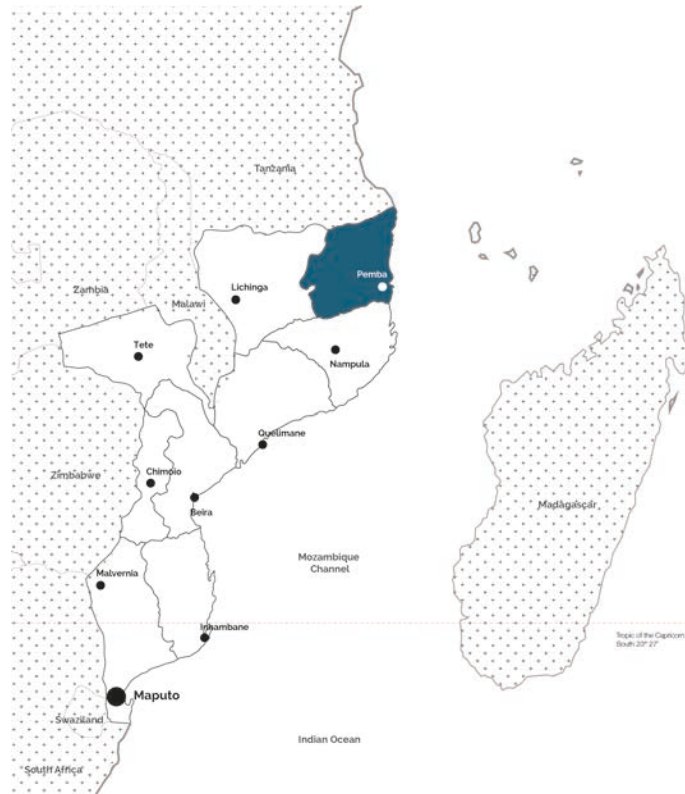 Tanzania
Pemba
Lichinga
Zambia
Malawi
Tete
Nampula
Quelimane
Chimoio
Zimbabwe
Beira
Madagascar
Mozambique
Channel
Malvernia
Inhambane
Tropic of the Capricorn
South 23° 27'
Maputo
Swaziland
Indian Ocean
South Africa